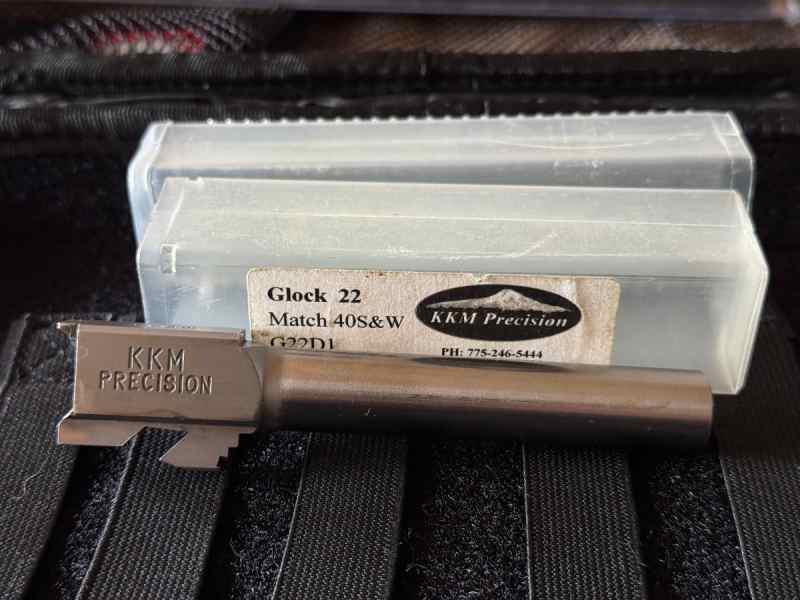 Glock 22
Match 40S&W
G22D1
KKM Precision
PH: 775-246-5444
KKM
PRECISION